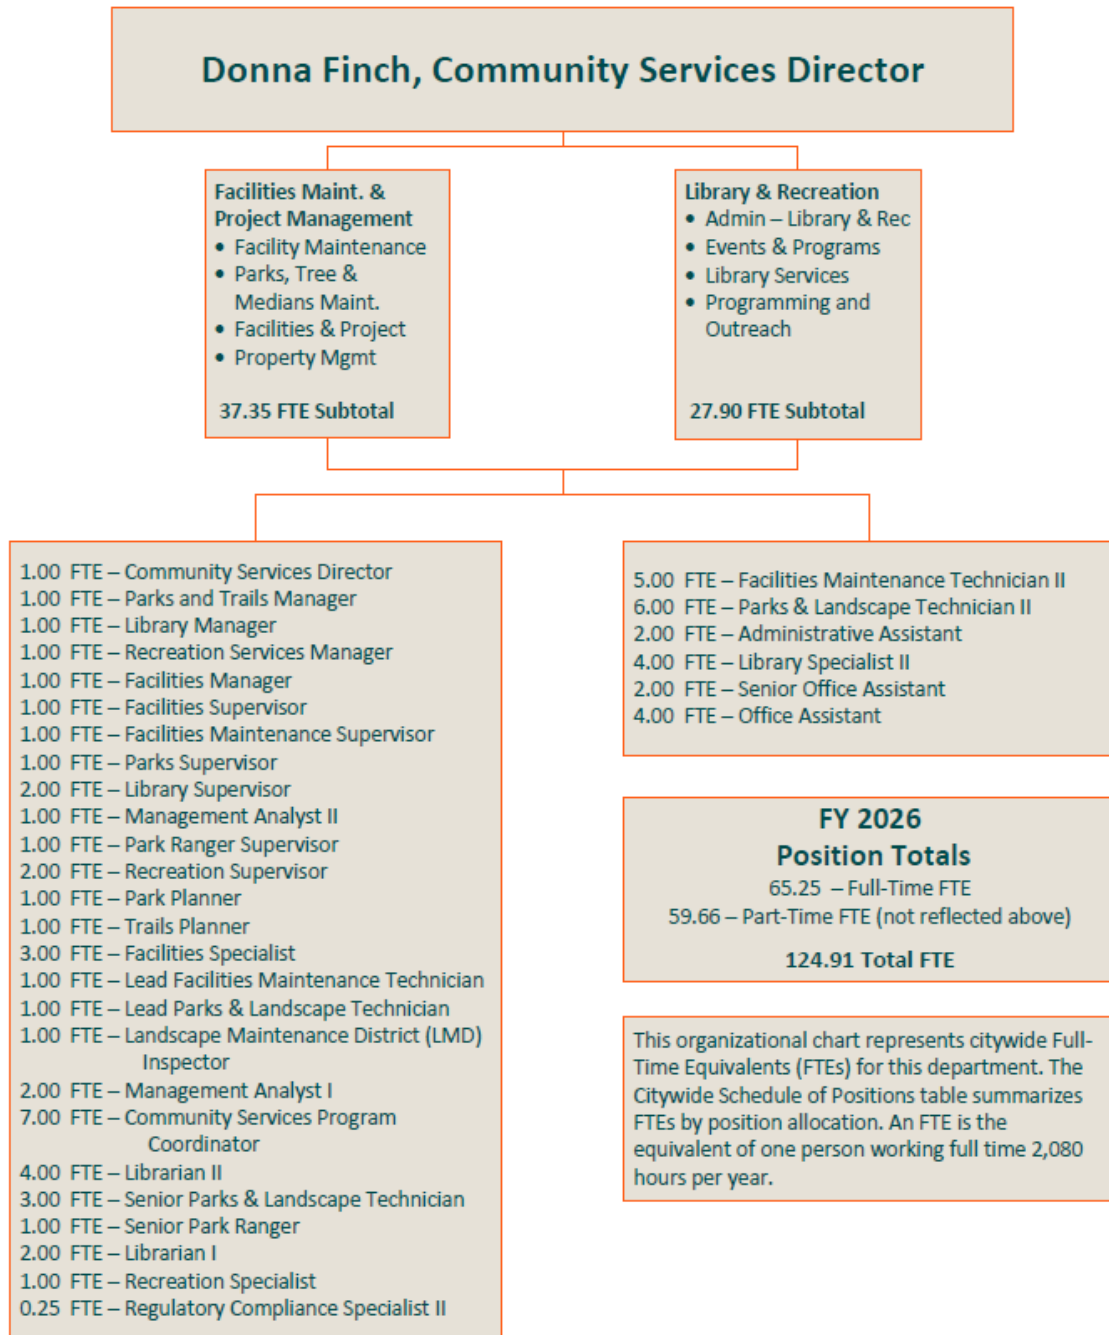 Donna Finch, Community Services Director
Facilities Maint. &
Project Management
• Facility Maintenance
• Parks, Tree &
Medians Maint.
• Facilities & Project
• Property Mgmt
37.35 FTE Subtotal
Library & Recreation
• Admin – Library & Rec
• Events & Programs
• Library Services
• Programming and
Outreach
27.90 FTE Subtotal
1.00 FTE – Community Services Director
1.00 FTE – Parks and Trails Manager
1.00 FTE – Library Manager
1.00 FTE – Recreation Services Manager
1.00 FTE – Facilities Manager
1.00 FTE – Facilities Supervisor
1.00 FTE – Facilities Maintenance Supervisor
1.00 FTE – Parks Supervisor
2.00 FTE – Library Supervisor
1.00 FTE – Management Analyst II
1.00 FTE – Park Ranger Supervisor
2.00 FTE – Recreation Supervisor
1.00 FTE – Park Planner
1.00 FTE – Trails Planner
3.00 FTE – Facilities Specialist
1.00 FTE – Lead Facilities Maintenance Technician
1.00 FTE – Lead Parks & Landscape Technician
1.00 FTE – Landscape Maintenance District (LMD)
Inspector
2.00 FTE – Management Analyst I
7.00 FTE – Community Services Program
Coordinator
4.00 FTE – Librarian II
3.00 FTE – Senior Parks & Landscape Technician
1.00 FTE – Senior Park Ranger
2.00 FTE – Librarian I
1.00 FTE – Recreation Specialist
0.25 FTE – Regulatory Compliance Specialist II
5.00 FTE – Facilities Maintenance Technician II
6.00 FTE – Parks & Landscape Technician II
2.00 FTE – Administrative Assistant
4.00 FTE – Library Specialist II
2.00 FTE – Senior Office Assistant
4.00 FTE – Office Assistant
FY 2026
Position Totals
65.25 – Full-Time FTE
59.66 – Part-Time FTE (not reflected above)
124.91 Total FTE
This organizational chart represents citywide Full-
Time Equivalents (FTEs) for this department. The
Citywide Schedule of Positions table summarizes
FTEs by position allocation. An FTE is the
equivalent of one person working full time 2,080
hours per year.